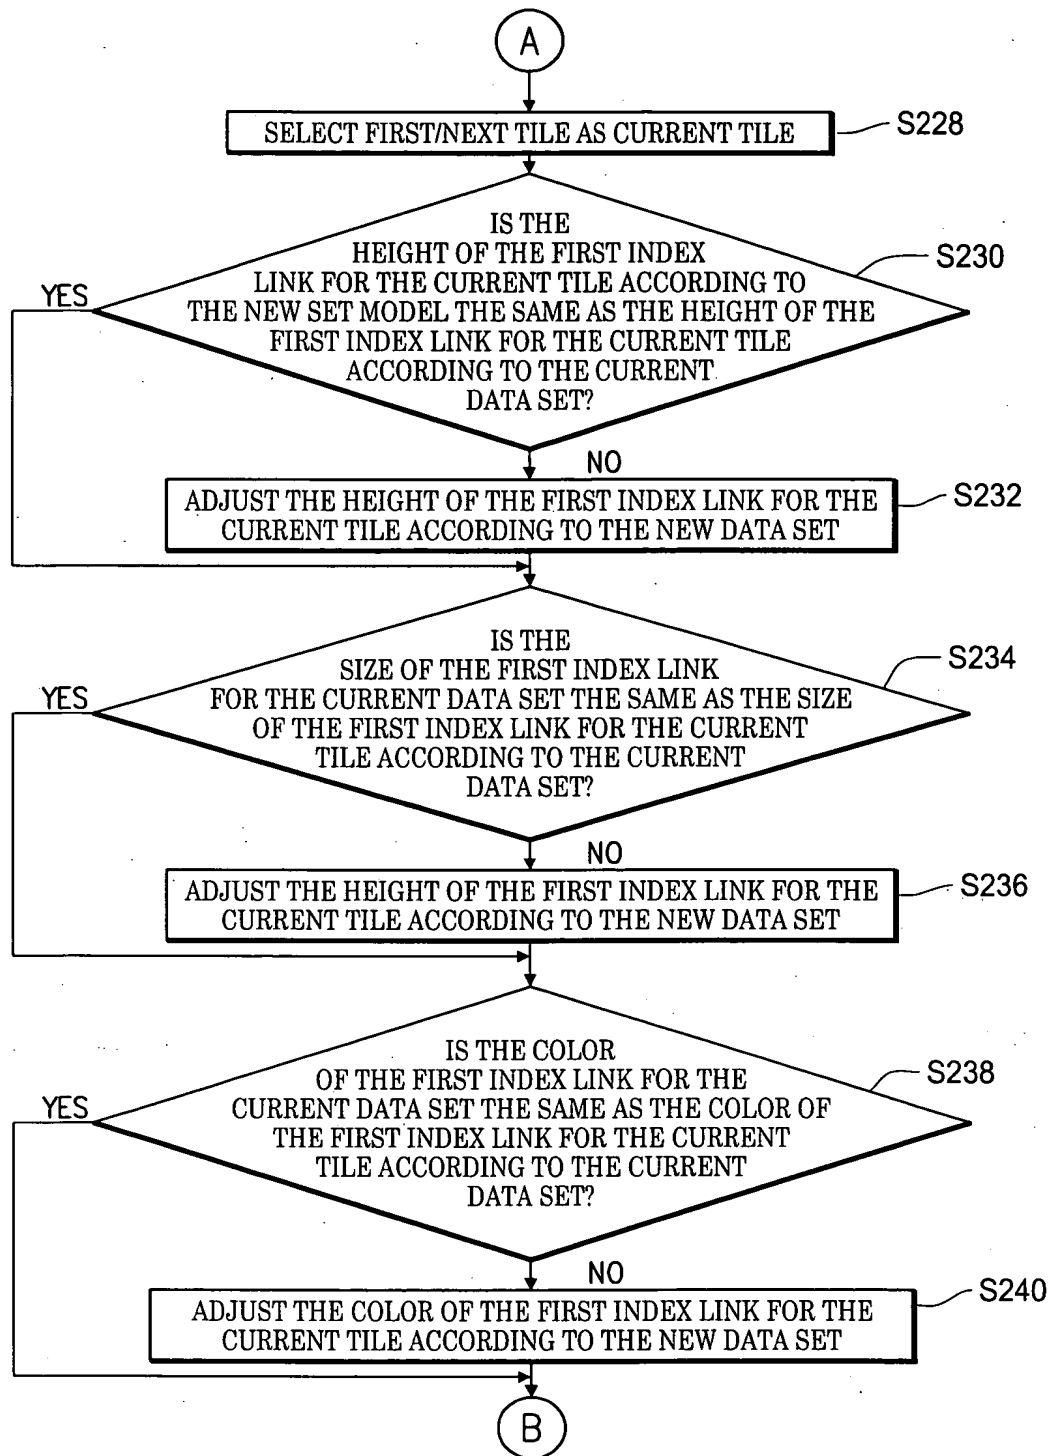 A
SELECT FIRST/NEXT TILE AS CURRENT TILE
S228
IS THE
HEIGHT OF THE FIRST INDEX
LINK FOR THE CURRENT TILE ACCORDING TO
THE NEW SET MODEL THE SAME AS THE HEIGHT OF THE
FIRST INDEX LINK FOR THE CURRENT TILE
ACCORDING TO THE CURRENT
DATA SET?
S230
YES
NO
ADJUST THE HEIGHT OF THE FIRST INDEX LINK FOR THE
CURRENT TILE ACCORDING TO THE NEW DATA SET
S232
IS THE
SIZE OF THE FIRST INDEX LINK
FOR THE CURRENT DATA SET THE SAME AS THE SIZE
OF THE FIRST INDEX LINK FOR THE CURRENT
TILE ACCORDING TO THE CURRENT
DATA SET?
S234
YES
NO
ADJUST THE HEIGHT OF THE FIRST INDEX LINK FOR THE
CURRENT TILE ACCORDING TO THE NEW DATA SET
S236
IS THE COLOR
OF THE FIRST INDEX LINK FOR THE
CURRENT DATA SET THE SAME AS THE COLOR OF
THE FIRST INDEX LINK FOR THE CURRENT
TILE ACCORDING TO THE CURRENT
DATA SET?
S238
YES
NO
ADJUST THE COLOR OF THE FIRST INDEX LINK FOR THE
CURRENT TILE ACCORDING TO THE NEW DATA SET
S240
B